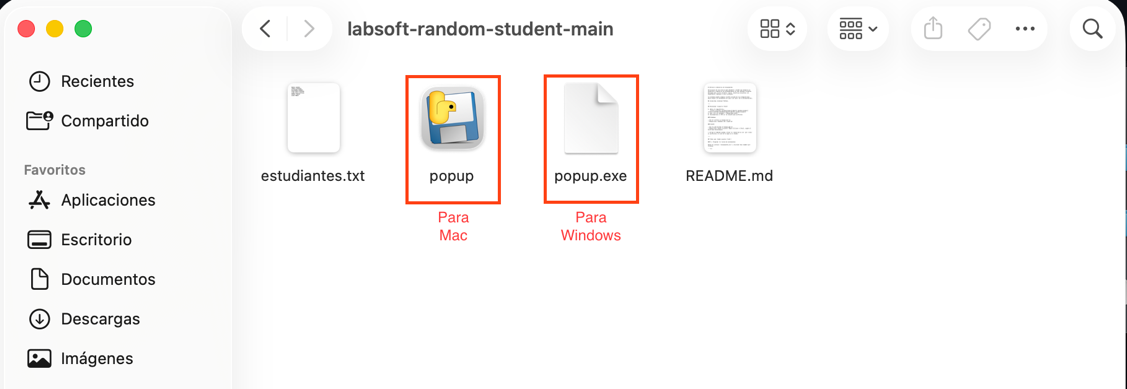 labsoft-random-student-main
Recientes
Compartido
Favoritos
Aplicaciones
Escritorio
Documentos
Descargas
Imágenes
estudiantes.txt
popup
popup.exe
README.md
Para
Mac
Para
Windows